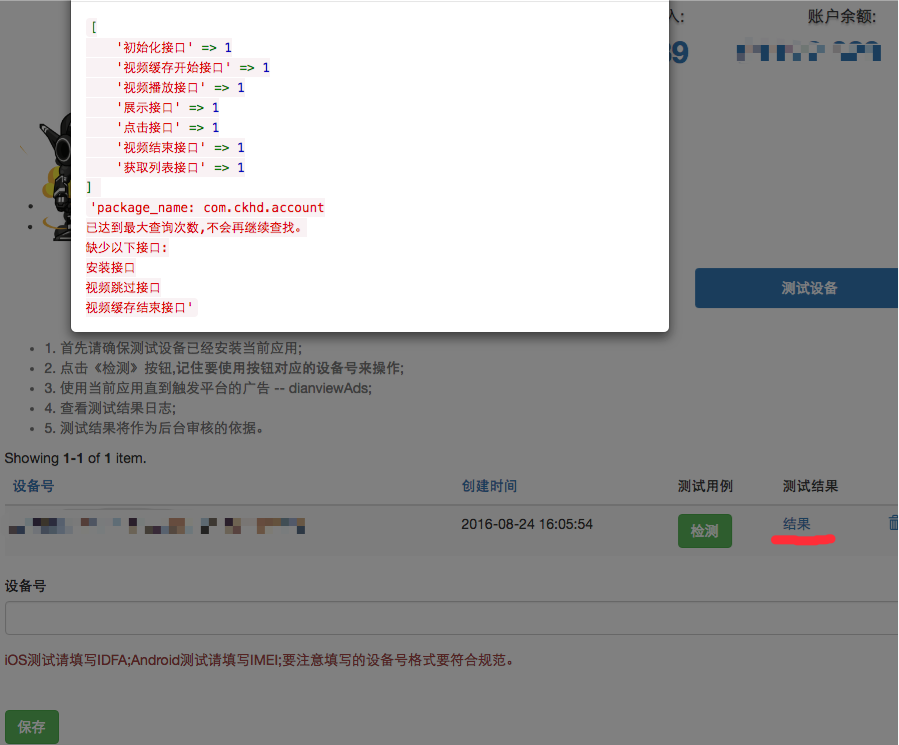 [
'初始化接口' => 1
'视频缓存开始接口' => 1
'视频播放接口' => 1
'展示接口' => 1
'点击接口' => 1
'视频结束接口' => 1
'获取列表接口' => 1
]
'package_name: com.ckhd.account
已达到最大查询次数,不会再继续查找。
缺少以下接口:
安装接口
视频跳过接口
视频缓存结束接口'
入:
账户余额:
测试设备
1. 首先请确保测试设备已经安装当前应用;
2. 点击《检测》按钮,记住要使用按钮对应的设备号来操作;
3. 使用当前应用直到触发平台的广告 -- dianviewAds;
4. 查看测试结果日志;
5. 测试结果将作为后台审核的依据。
Showing 1-1 of 1 item.
设备号 创建时间 测试用例 测试结果
2016-08-24 16:05:54 检测 结果
设备号
iOS测试请填写IDFA;Android测试请填写IMEI;要注意填写的设备号格式要符合规范。
保存